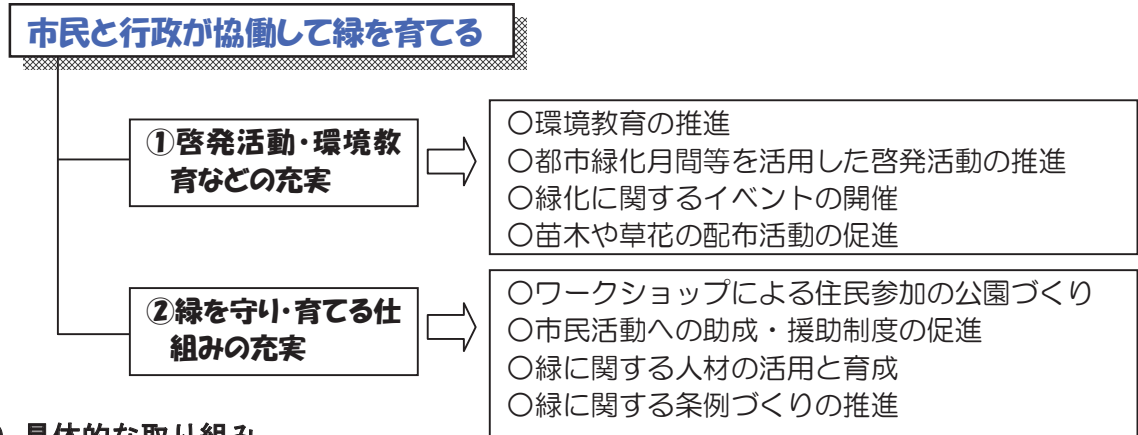 市民と行政が協働して緑を育てる
①啓発活動・環境教
育などの充実
○環境教育の推進
○都市緑化月間等を活用した啓発活動の推進
○緑化に関するイベントの開催
○苗木や草花の配布活動の促進
②緑を守り・育てる仕
組みの充実
○ワークショップによる住民参加の公園づくり
○市民活動への助成・援助制度の促進
○緑に関する人材の活用と育成
○緑に関する条例づくりの推進
具体的な取り組み